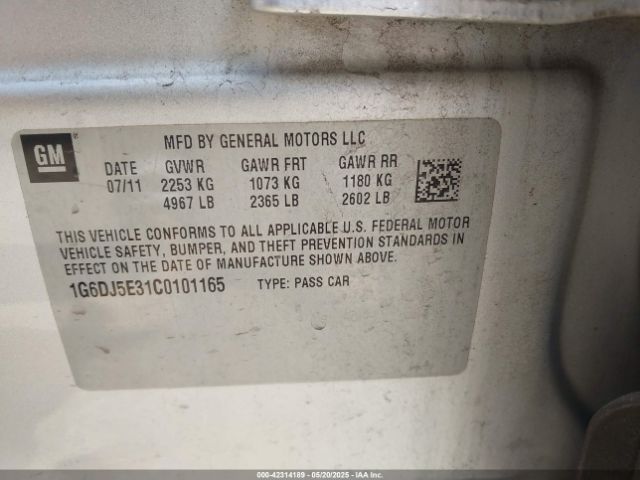 GM
MFD BY GENERAL MOTORS LLC
DATE GVWR GAWR FRT GAWR RR
07/11 2253 KG 1073 KG 1180 KG
4967 LB 2365 LB 2602 LB
THIS VEHICLE CONFORMS TO ALL APPLICABLE U.S. FEDERAL MOTOR
VEHICLE SAFETY, BUMPER, AND THEFT PREVENTION STANDARDS IN
EFFECT ON THE DATE OF MANUFACTURE SHOWN ABOVE.
1G6DJ5E31C0101165 TYPE: PASS CAR
000-42314189 - 05/20/2025 - IAAI.COM